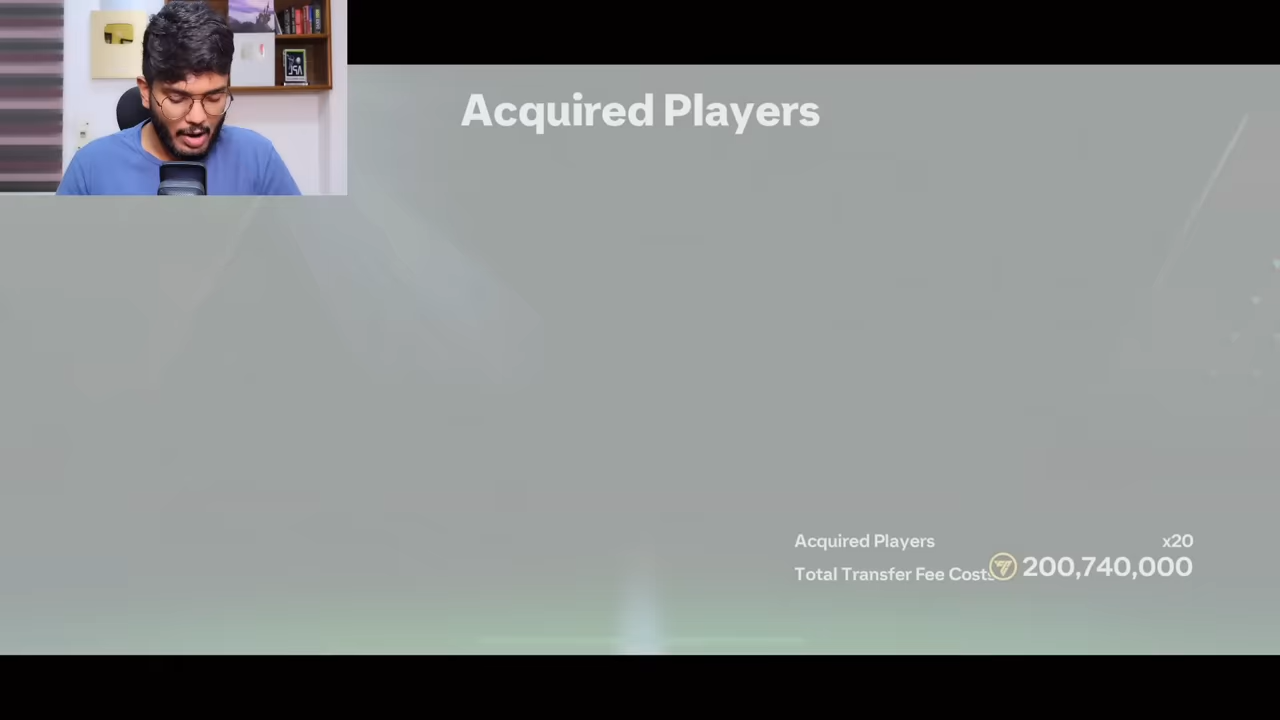 Acquired Players
Acquired Players x20
Total Transfer Fee Costs 200,740,000